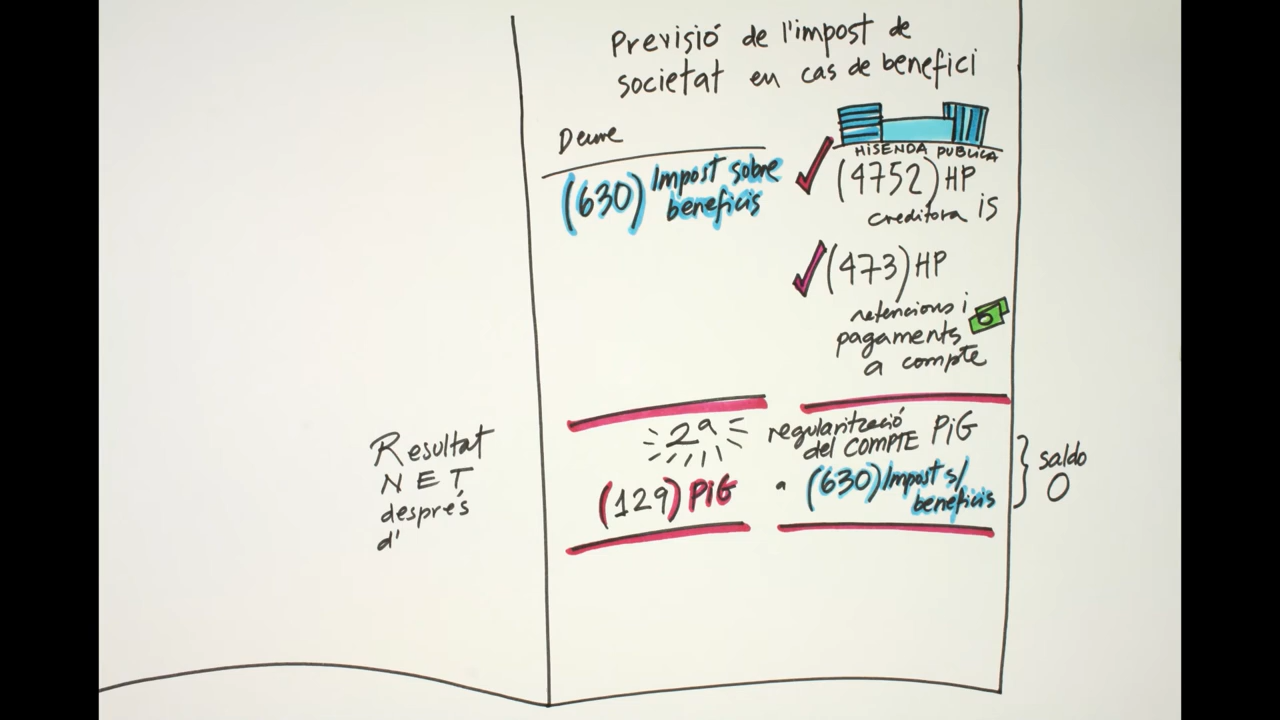 Previsió de l'impost de
societat en cas de benefici
Deure
HISENDA PUBLICA
(630) Impost sobre
beneficis
(4752) HP
creditora is
(473) HP
retencions i
pagaments
a compte
2ª regularització
del COMPTE PiG
(129) PiG a (630) Impost s/
beneficis
saldo
0
Resultat
NET
després
d'